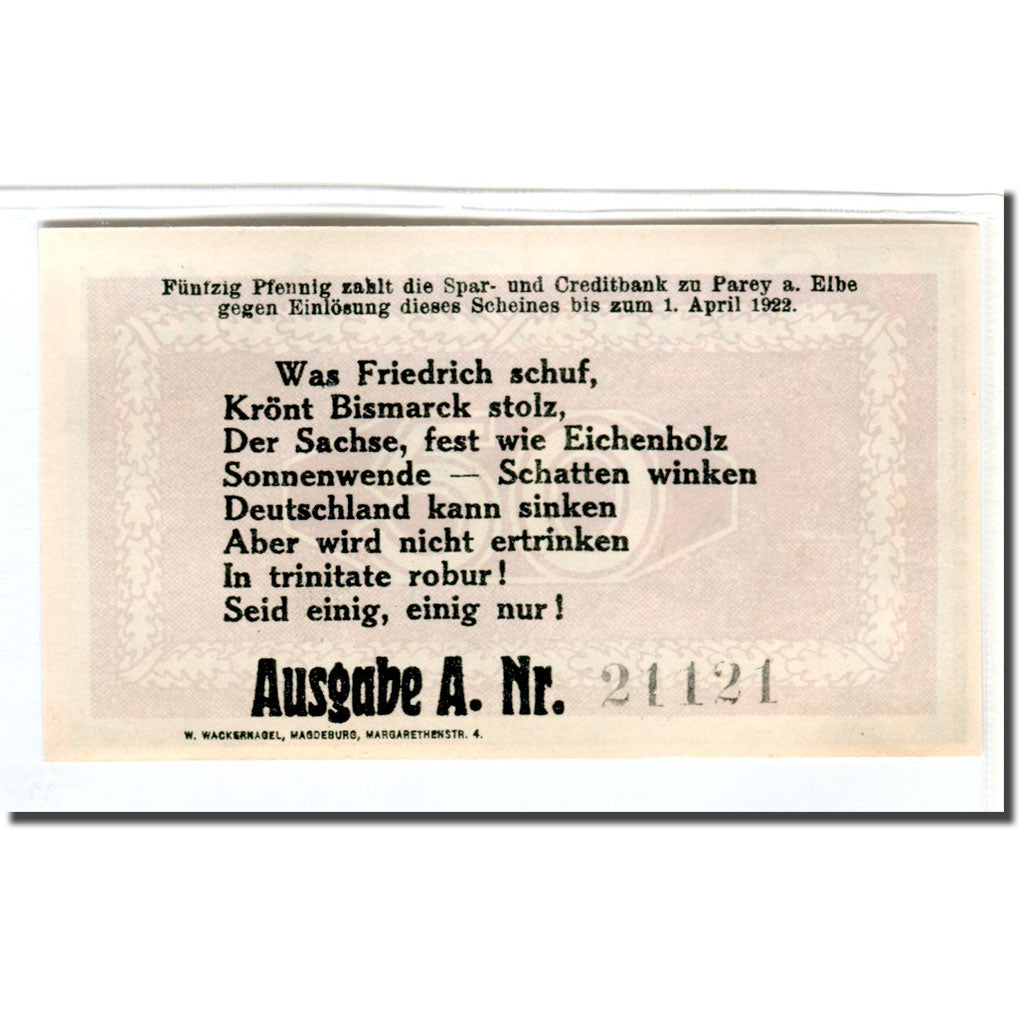 Fünfzig Pfennig zahlt die Spar- und Creditbank zu Parey a. Elbe
gegen Einlösung dieses Scheines bis zum 1. April 1922.
Was Friedrich schuf,
Krönt Bismarck stolz,
Der Sachse, fest wie Eichenholz
Sonnenwende — Schatten winken
Deutschland kann sinken
Aber wird nicht ertrinken
In trinitate robur!
Seid einig, einig nur!
Ausgabe A. Nr. 21121
W. WACKERNAGEL, MAGDEBURG, MARGARETHENSTR. 4.